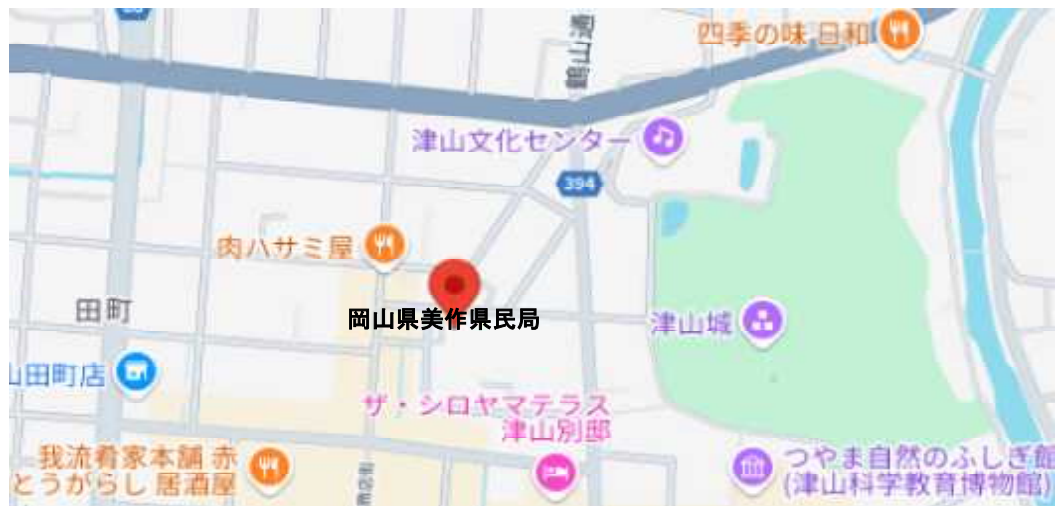 四季の味 日和
鶴山通
津山文化センター
394
肉ハサミ屋
田町
岡山県美作県民局
津山城
山田町店
ザ・シロヤマテラス
津山別邸
我流肴家本舗 赤
とうがらし 居酒屋
つやま自然のふしぎ館
(津山科学教育博物館)